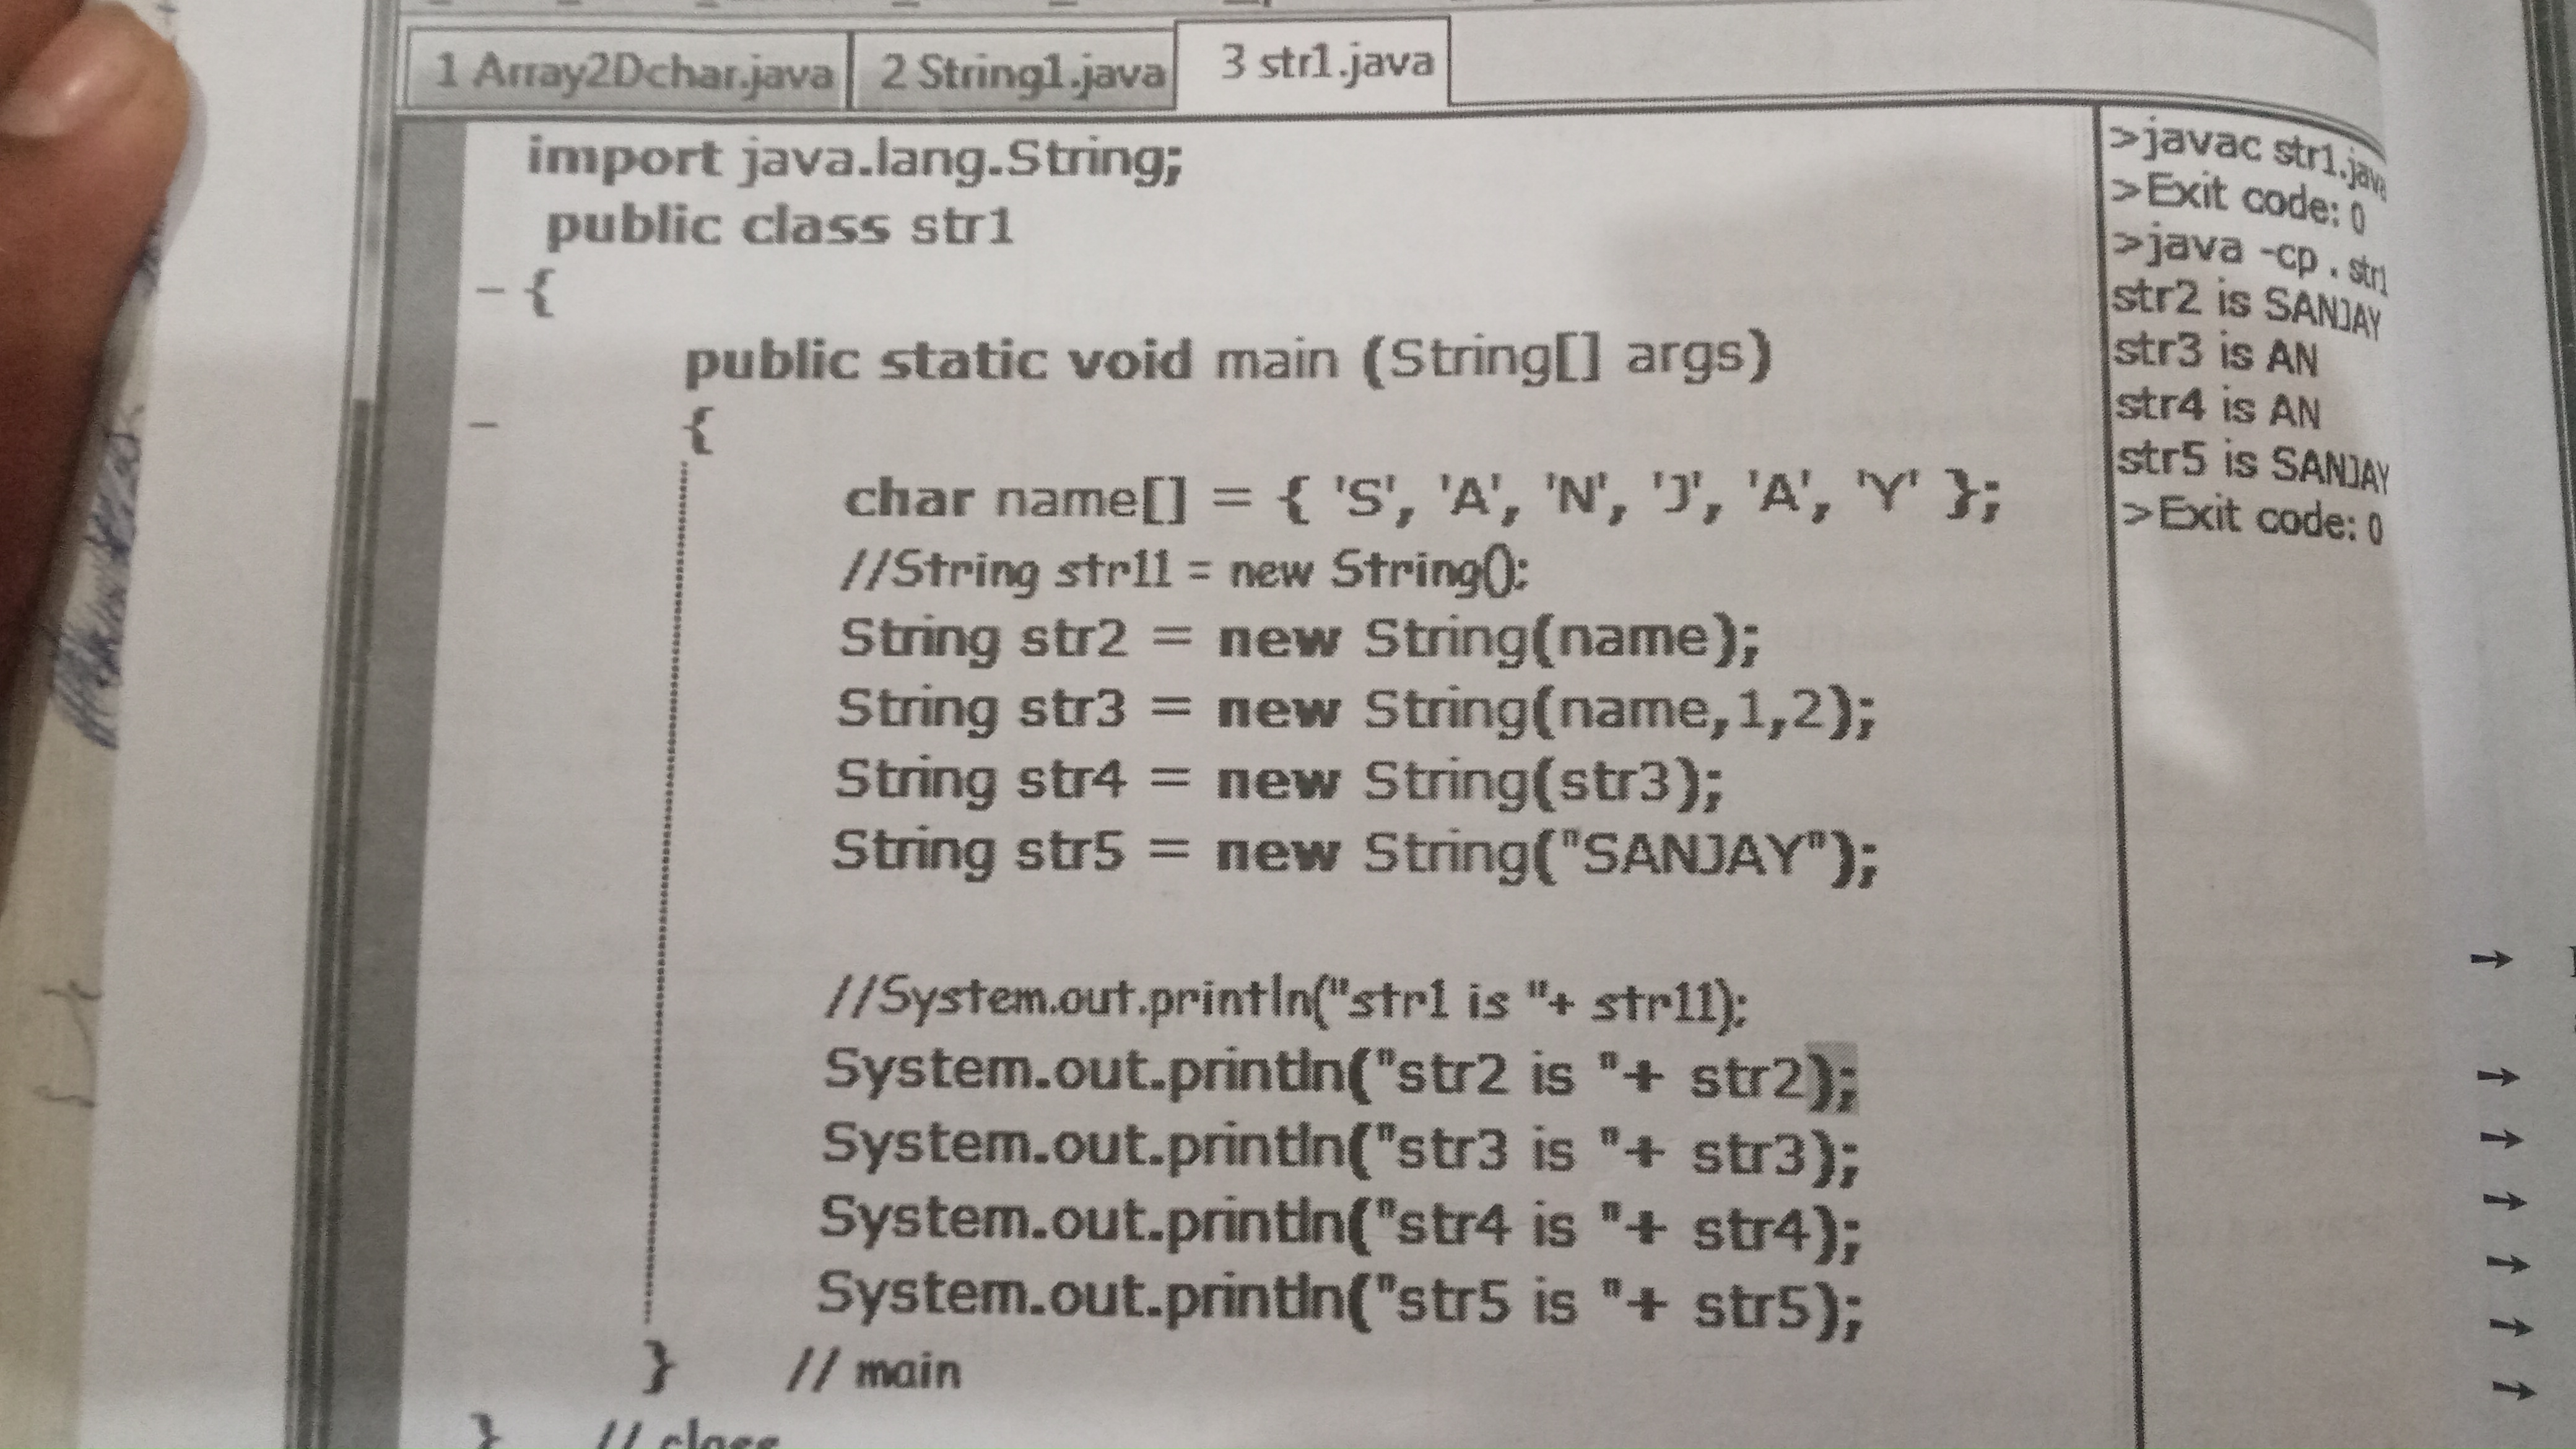 1 Array2Dchar.java 2 String1.java 3 str1.java
import java.lang.String;
public class str1
{
public static void main (String[] args)
{
char name[] = { 'S', 'A', 'N', 'J', 'A', 'Y' };
//String str11 = new String();
String str2 = new String(name);
String str3 = new String(name,1,2);
String str4 = new String(str3);
String str5 = new String("SANJAY");
//System.out.println("str1 is "+ str11);
System.out.println("str2 is "+ str2);
System.out.println("str3 is "+ str3);
System.out.println("str4 is "+ str4);
System.out.println("str5 is "+ str5);
} // main
} // class
>javac str1.java
>Exit code: 0
>java -cp . str1
str2 is SANJAY
str3 is AN
str4 is AN
str5 is SANJAY
>Exit code: 0